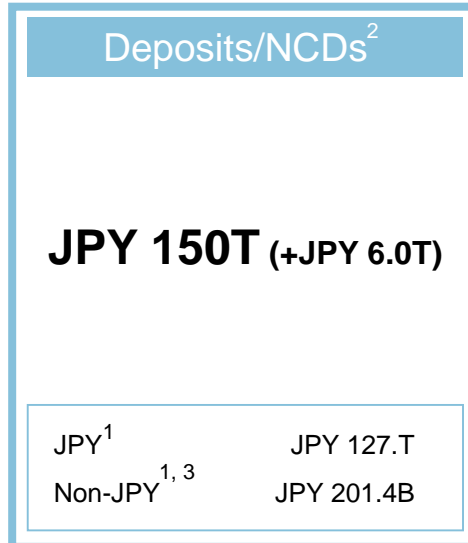 Deposits/NCDs2
JPY 150T (+JPY 6.0T)
JPY1 JPY 127.T
Non-JPY1, 3 JPY 201.4B